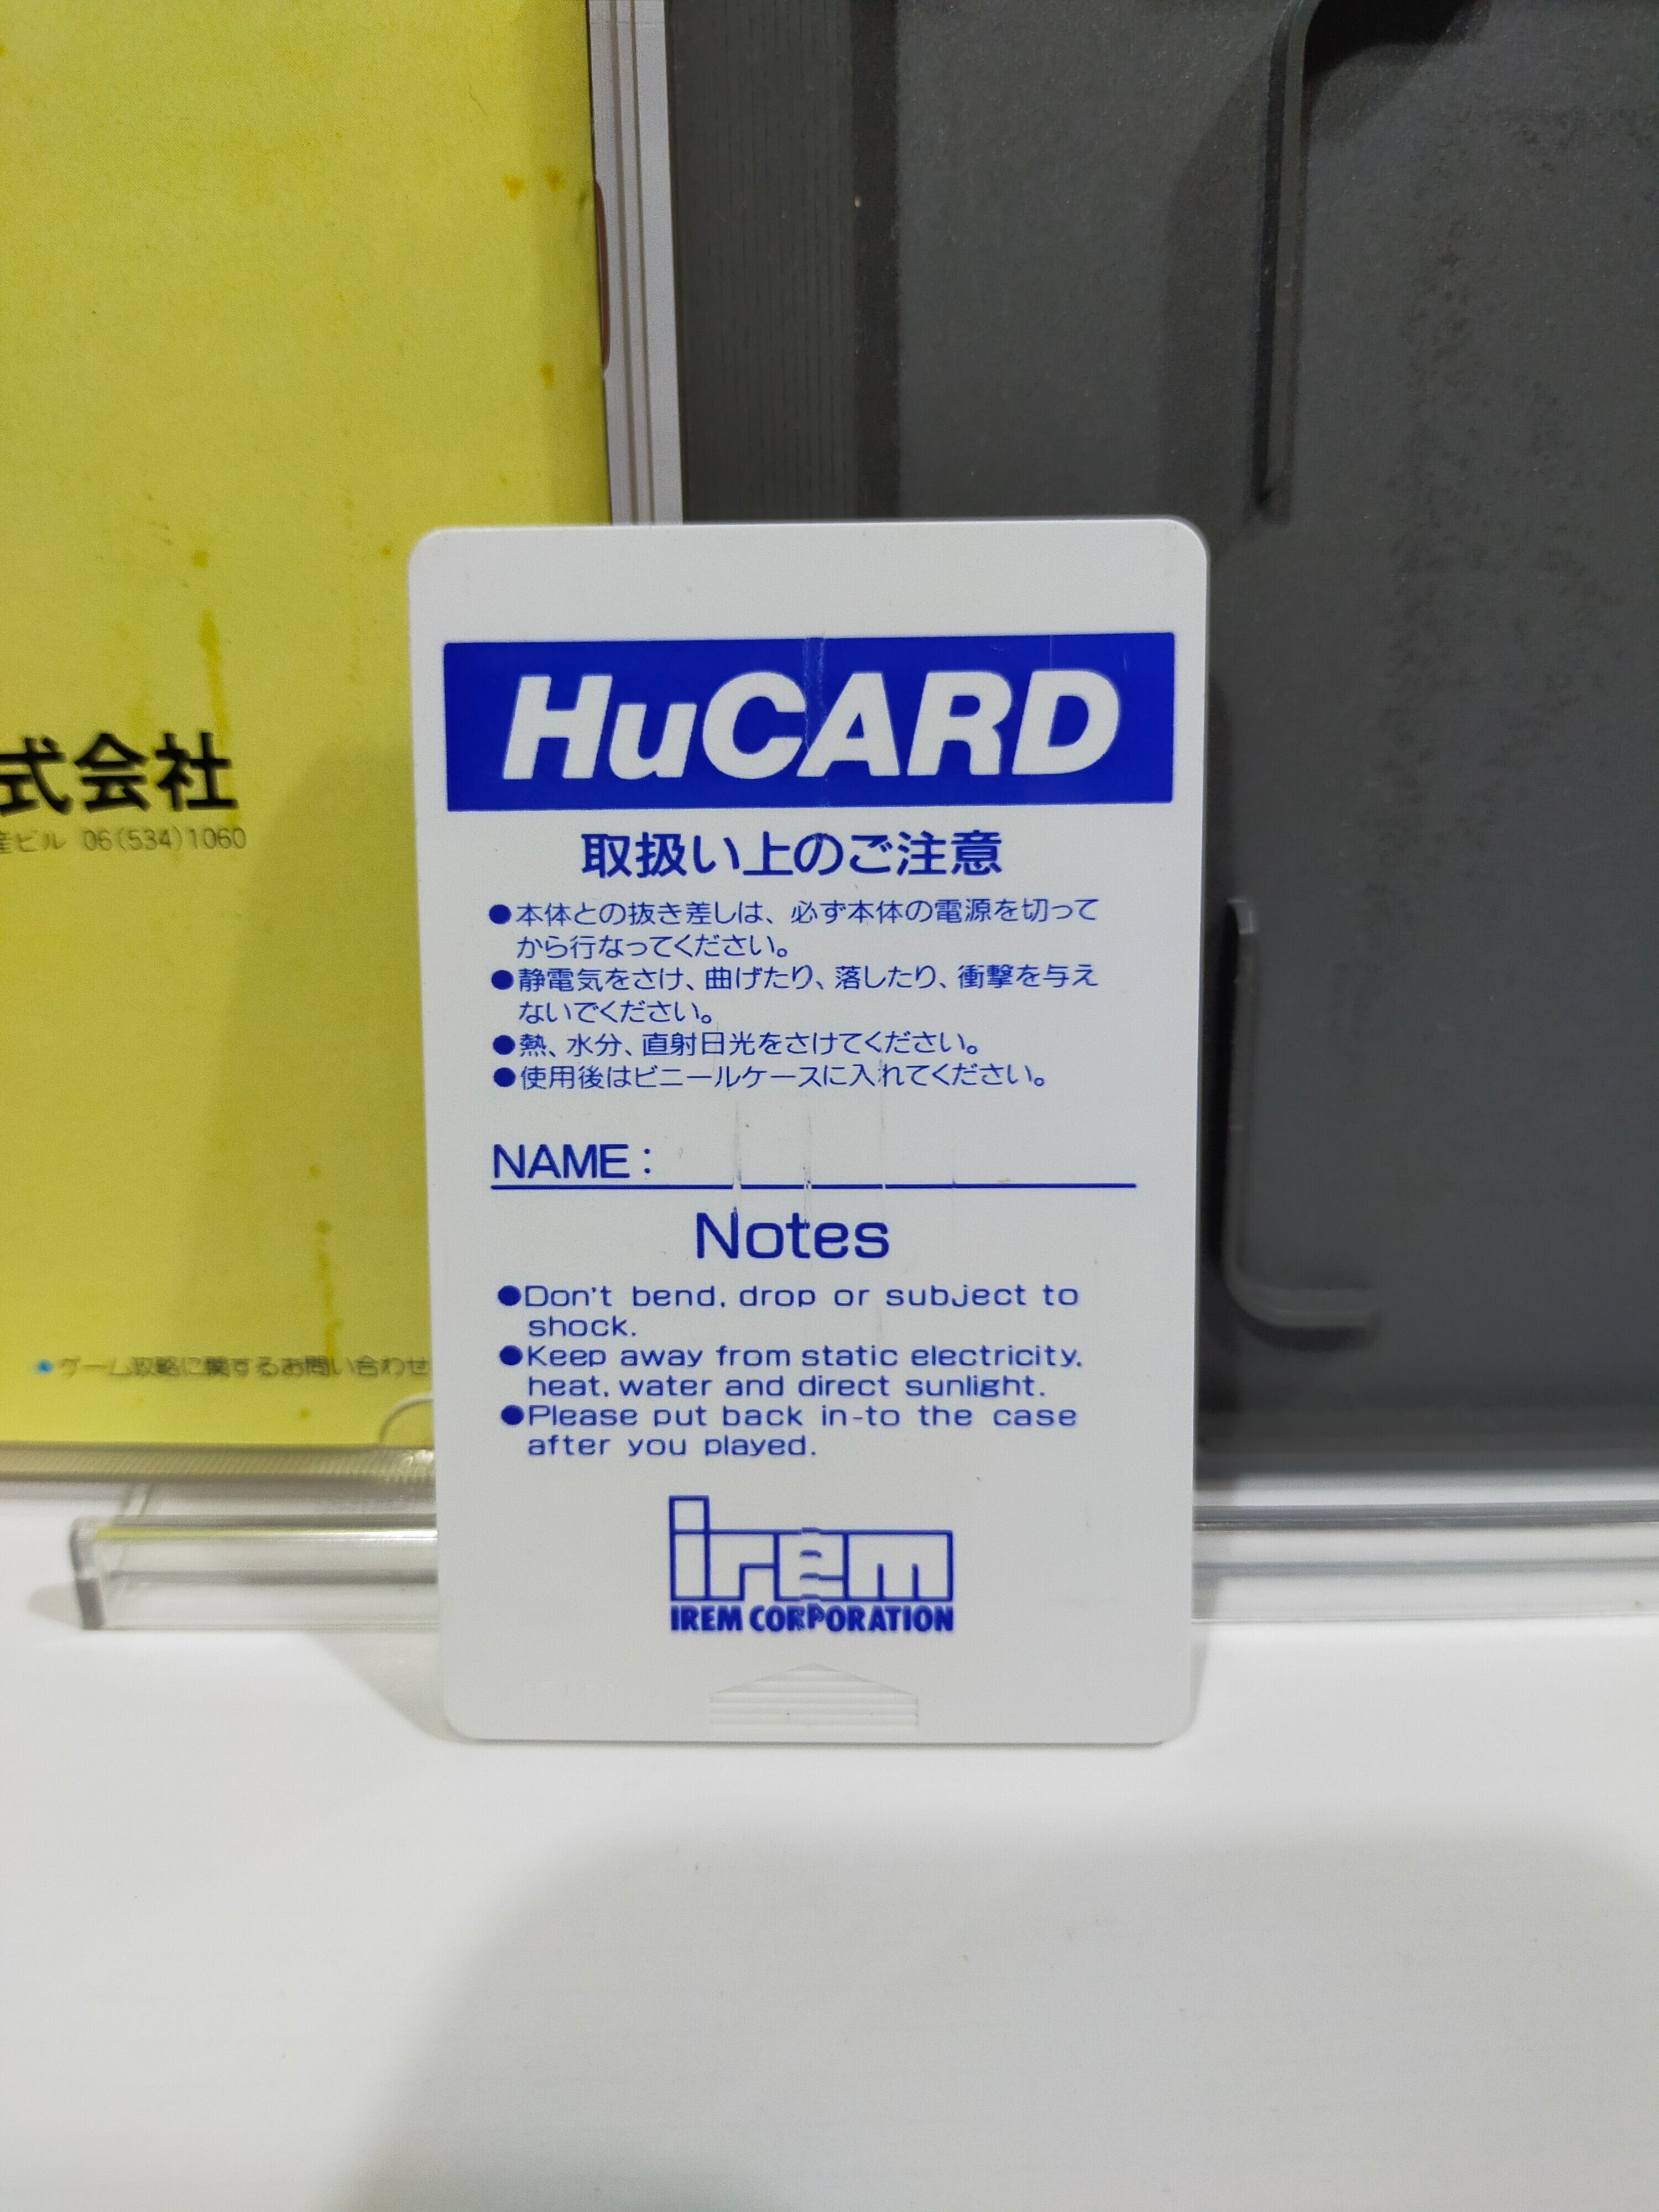 式会社
産ビル 06(534)1060
●ゲーム攻略に関するお問い合わせ
HuCARD
取扱い上のご注意
●本体との抜き差しは、必ず本体の電源を切って
から行なってください。
●静電気をさけ、曲げたり、落したり、衝撃を与え
ないでください。
●熱、水分、直射日光をさけてください。
●使用後はビニールケースに入れてください。
NAME:
Notes
●Don't bend, drop or subject to
shock.
●Keep away from static electricity,
heat, water and direct sunlight.
●Please put back in-to the case
after you played.
irem
IREM CORPORATION